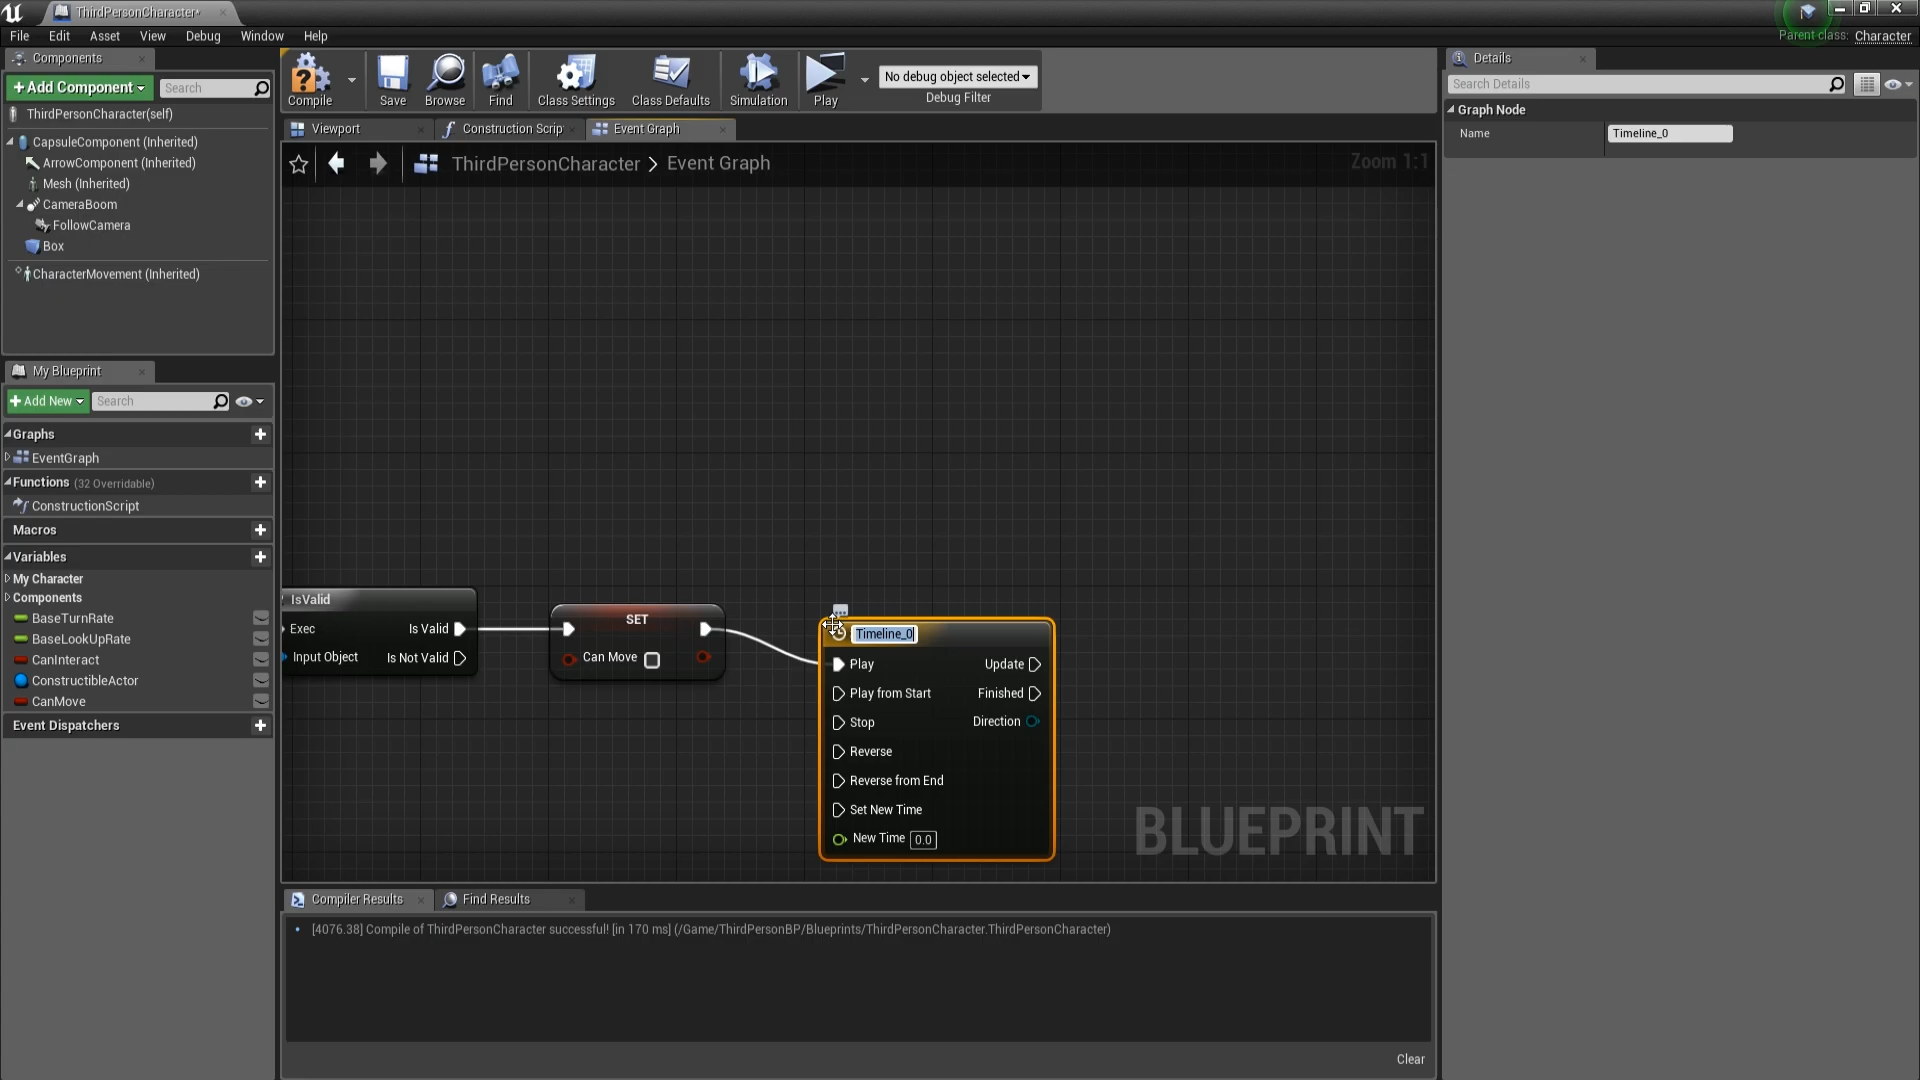 ThirdPersonCharacter*
File Edit Asset View Debug Window Help
Parent class: Character
Components
+Add Component
Search
ThirdPersonCharacter(self)
CapsuleComponent (Inherited)
ArrowComponent (Inherited)
Mesh (Inherited)
CameraBoom
FollowCamera
Box
CharacterMovement (Inherited)
My Blueprint
+Add New
Search
Graphs
EventGraph
Functions (32 Overridable)
ConstructionScript
Macros
Variables
My Character
Components
BaseTurnRate
BaseLookUpRate
CanInteract
ConstructibleActor
CanMove
Event Dispatchers
Compile
Save
Browse
Find
Class Settings
Class Defaults
Simulation
Play
No debug object selected
Debug Filter
Viewport
Construction Scrip
Event Graph
ThirdPersonCharacter > Event Graph
Zoom 1:1
IsValid
Exec
Is Valid
Input Object
Is Not Valid
SET
Can Move
Timeline_0
Play
Update
Play from Start
Finished
Stop
Direction
Reverse
Reverse from End
Set New Time
New Time 0.0
BLUEPRINT
Compiler Results
Find Results
[4076.38] Compile of ThirdPersonCharacter successful! [in 170 ms] (/Game/ThirdPersonBP/Blueprints/ThirdPersonCharacter.ThirdPersonCharacter)
Clear
Details
Search Details
Graph Node
Name
Timeline_0